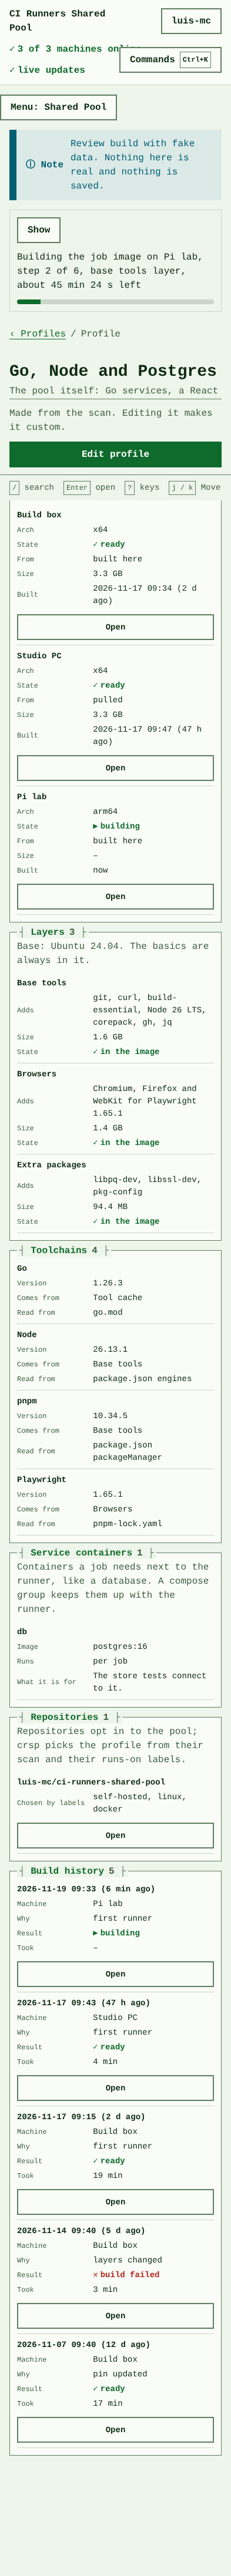 CI Runners Shared
Pool
luis-mc
✓ 3 of 3 machines online
✓ live updates
Commands Ctrl+K
Menu: Shared Pool
ⓘ Note
Review build with fake
data. Nothing here is
real and nothing is
saved.
Show
Building the job image on Pi lab,
step 2 of 6, base tools layer,
about 45 min 24 s left
‹ Profiles / Profile
Go, Node and Postgres
The pool itself: Go services, a React
Made from the scan. Editing it makes
it custom.
Edit profile
/ search Enter open ? keys j / k Move
Build box
Arch x64
State ✓ ready
From built here
Size 3.3 GB
Built 2026-11-17 09:34 (2 d
ago)
Open
Studio PC
Arch x64
State ✓ ready
From pulled
Size 3.3 GB
Built 2026-11-17 09:47 (47 h
ago)
Open
Pi lab
Arch arm64
State ▶ building
From built here
Size –
Built now
Open
Layers 3
Base: Ubuntu 24.04. The basics are
always in it.
Base tools
Adds git, curl, build-
essential, Node 26 LTS,
corepack, gh, jq
Size 1.6 GB
State ✓ in the image
Browsers
Adds Chromium, Firefox and
WebKit for Playwright
1.65.1
Size 1.4 GB
State ✓ in the image
Extra packages
Adds libpq-dev, libssl-dev,
pkg-config
Size 94.4 MB
State ✓ in the image
Toolchains 4
Go
Version 1.26.3
Comes from Tool cache
Read from go.mod
Node
Version 26.13.1
Comes from Base tools
Read from package.json engines
pnpm
Version 10.34.5
Comes from Base tools
Read from package.json
packageManager
Playwright
Version 1.65.1
Comes from Browsers
Read from pnpm-lock.yaml
Service containers 1
Containers a job needs next to the
runner, like a database. A compose
group keeps them up with the
runner.
db
Image postgres:16
Runs per job
What it is for The store tests connect
to it.
Repositories 1
Repositories opt in to the pool;
crsp picks the profile from their
scan and their runs-on labels.
luis-mc/ci-runners-shared-pool
Chosen by labels self-hosted, linux,
docker
Open
Build history 5
2026-11-19 09:33 (6 min ago)
Machine Pi lab
Why first runner
Result ▶ building
Took –
Open
2026-11-17 09:43 (47 h ago)
Machine Studio PC
Why first runner
Result ✓ ready
Took 4 min
Open
2026-11-17 09:15 (2 d ago)
Machine Build box
Why first runner
Result ✓ ready
Took 19 min
Open
2026-11-14 09:40 (5 d ago)
Machine Build box
Why layers changed
Result ✕ build failed
Took 3 min
Open
2026-11-07 09:40 (12 d ago)
Machine Build box
Why pin updated
Result ✓ ready
Took 17 min
Open